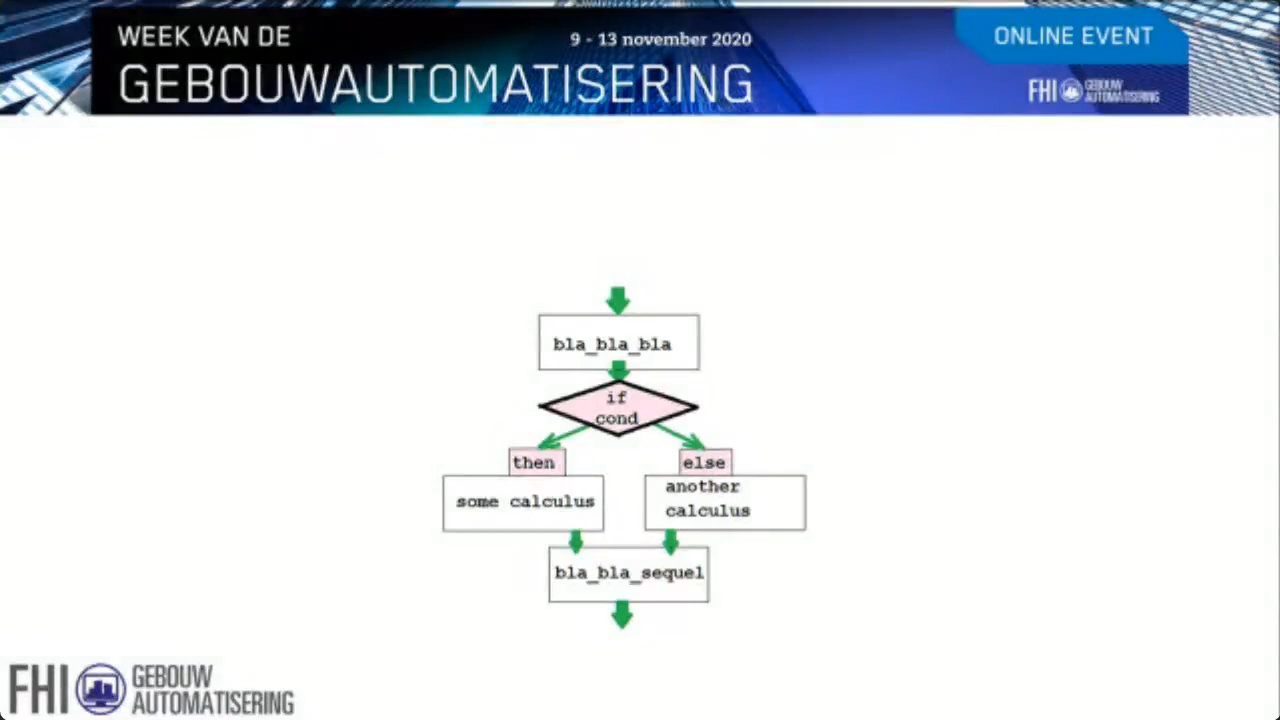 WEEK VAN DE
GEBOUWAUTOMATISERING
9 - 13 november 2020
ONLINE EVENT
FHI GEBOUW
AUTOMATISERING
bla_bla_bla
if
cond
then
else
some calculus
another
calculus
bla_bla_sequel
FHI GEBOUW
AUTOMATISERING